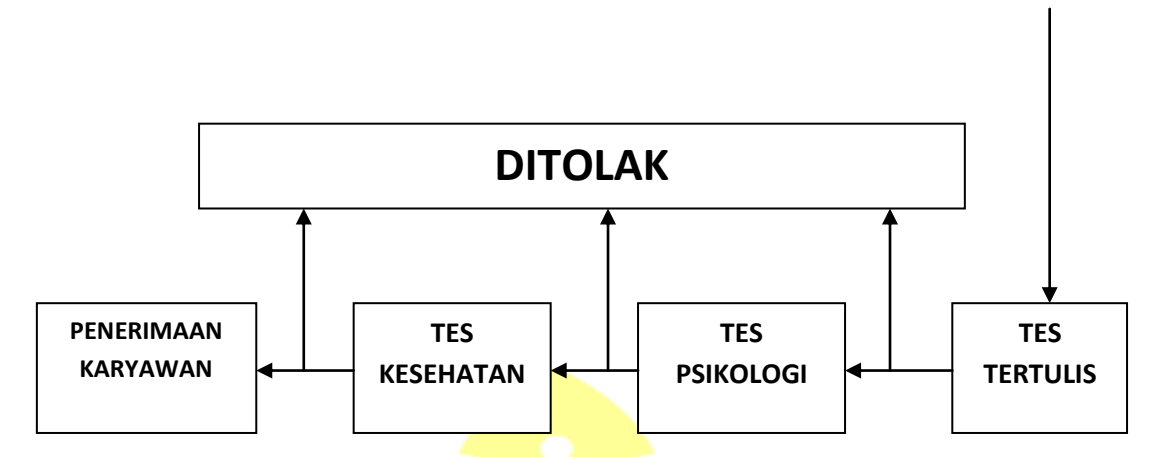 DITOLAK
PENERIMAAN
KARYAWAN
TES
KESEHATAN
TES
PSIKOLOGI
TES
TERTULIS